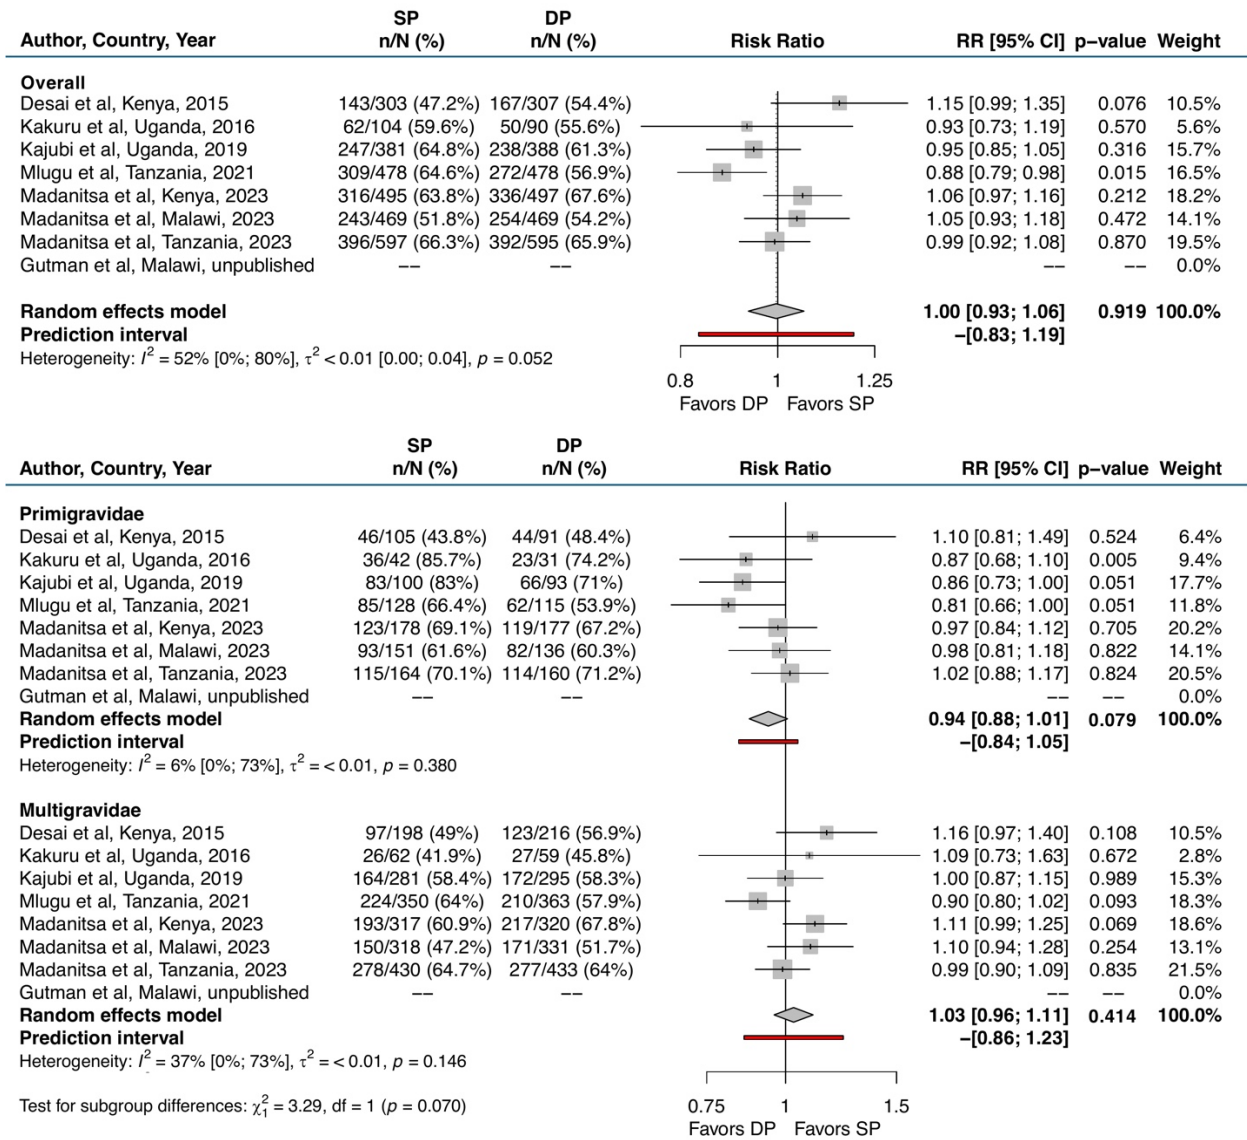 SP DP
Author, Country, Year n/N (%) n/N (%) Risk Ratio RR [95% CI] p−value Weight
Overall
Desai et al, Kenya, 2015 143/303 (47.2%) 167/307 (54.4%) 1.15 [0.99; 1.35] 0.076 10.5%
Kakuru et al, Uganda, 2016 62/104 (59.6%) 50/90 (55.6%) 0.93 [0.73; 1.19] 0.570 5.6%
Kajubi et al, Uganda, 2019 247/381 (64.8%) 238/388 (61.3%) 0.95 [0.85; 1.05] 0.316 15.7%
Mlugu et al, Tanzania, 2021 309/478 (64.6%) 272/478 (56.9%) 0.88 [0.79; 0.98] 0.015 16.5%
Madanitsa et al, Kenya, 2023 316/495 (63.8%) 336/497 (67.6%) 1.06 [0.97; 1.16] 0.212 18.2%
Madanitsa et al, Malawi, 2023 243/469 (51.8%) 254/469 (54.2%) 1.05 [0.93; 1.18] 0.472 14.1%
Madanitsa et al, Tanzania, 2023 396/597 (66.3%) 392/595 (65.9%) 0.99 [0.92; 1.08] 0.870 19.5%
Gutman et al, Malawi, unpublished −− −− −− −− 0.0%
Random effects model 1.00 [0.93; 1.06] 0.919 100.0%
Prediction interval −[0.83; 1.19]
Heterogeneity: I² = 52% [0%; 80%], τ² < 0.01 [0.00; 0.04], p = 0.052
0.8 1 1.25
Favors DP Favors SP
SP DP
Author, Country, Year n/N (%) n/N (%) Risk Ratio RR [95% CI] p−value Weight
Primigravidae
Desai et al, Kenya, 2015 46/105 (43.8%) 44/91 (48.4%) 1.10 [0.81; 1.49] 0.524 6.4%
Kakuru et al, Uganda, 2016 36/42 (85.7%) 23/31 (74.2%) 0.87 [0.68; 1.10] 0.005 9.4%
Kajubi et al, Uganda, 2019 83/100 (83%) 66/93 (71%) 0.86 [0.73; 1.00] 0.051 17.7%
Mlugu et al, Tanzania, 2021 85/128 (66.4%) 62/115 (53.9%) 0.81 [0.66; 1.00] 0.051 11.8%
Madanitsa et al, Kenya, 2023 123/178 (69.1%) 119/177 (67.2%) 0.97 [0.84; 1.12] 0.705 20.2%
Madanitsa et al, Malawi, 2023 93/151 (61.6%) 82/136 (60.3%) 0.98 [0.81; 1.18] 0.822 14.1%
Madanitsa et al, Tanzania, 2023 115/164 (70.1%) 114/160 (71.2%) 1.02 [0.88; 1.17] 0.824 20.5%
Gutman et al, Malawi, unpublished −− −− −− −− 0.0%
Random effects model 0.94 [0.88; 1.01] 0.079 100.0%
Prediction interval −[0.84; 1.05]
Heterogeneity: I² = 6% [0%; 73%], τ² = < 0.01, p = 0.380
Multigravidae
Desai et al, Kenya, 2015 97/198 (49%) 123/216 (56.9%) 1.16 [0.97; 1.40] 0.108 10.5%
Kakuru et al, Uganda, 2016 26/62 (41.9%) 27/59 (45.8%) 1.09 [0.73; 1.63] 0.672 2.8%
Kajubi et al, Uganda, 2019 164/281 (58.4%) 172/295 (58.3%) 1.00 [0.87; 1.15] 0.989 15.3%
Mlugu et al, Tanzania, 2021 224/350 (64%) 210/363 (57.9%) 0.90 [0.80; 1.02] 0.093 18.3%
Madanitsa et al, Kenya, 2023 193/317 (60.9%) 217/320 (67.8%) 1.11 [0.99; 1.25] 0.069 18.6%
Madanitsa et al, Malawi, 2023 150/318 (47.2%) 171/331 (51.7%) 1.10 [0.94; 1.28] 0.254 13.1%
Madanitsa et al, Tanzania, 2023 278/430 (64.7%) 277/433 (64%) 0.99 [0.90; 1.09] 0.835 21.5%
Gutman et al, Malawi, unpublished −− −− −− −− 0.0%
Random effects model 1.03 [0.96; 1.11] 0.414 100.0%
Prediction interval −[0.86; 1.23]
Heterogeneity: I² = 37% [0%; 73%], τ² = < 0.01, p = 0.146
Test for subgroup differences: χ²₁ = 3.29, df = 1 (p = 0.070)
0.75 1 1.5
Favors DP Favors SP